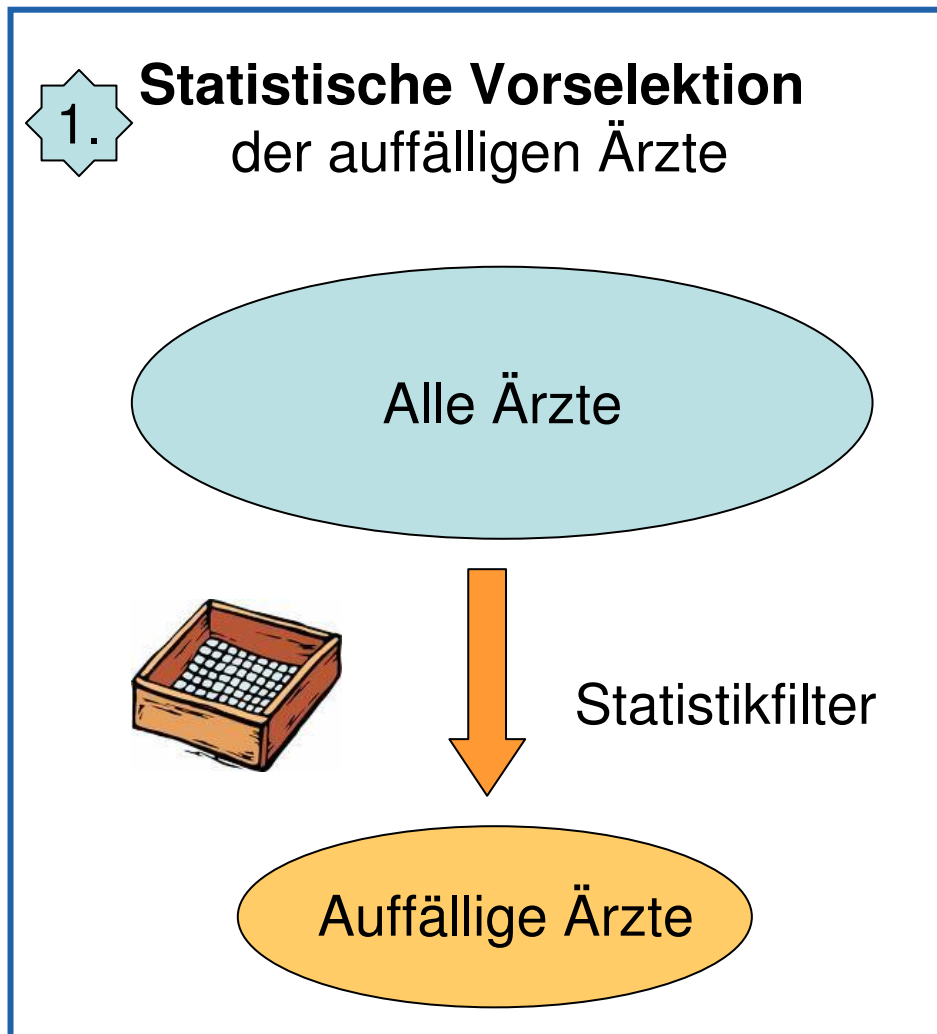 1.
Statistische Vorselektion
der auffälligen Ärzte
Alle Ärzte
Statistikfilter
Auffällige Ärzte